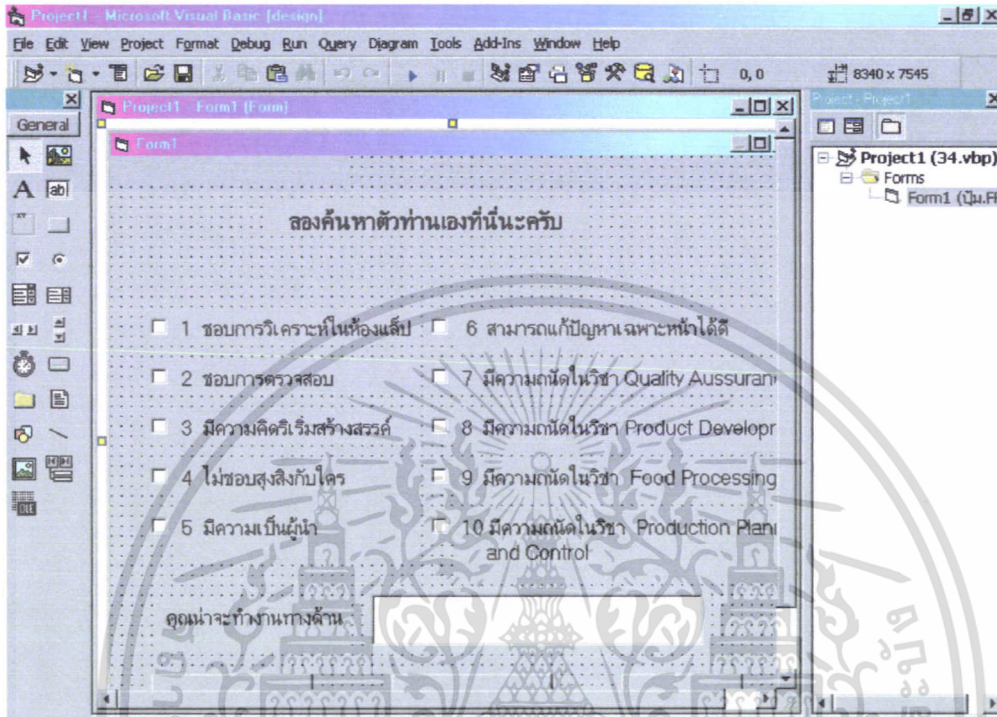 Project1 - Microsoft Visual Basic [design]
File Edit View Project Format Debug Run Query Diagram Tools Add-Ins Window Help
0, 0
8340 x 7545
General
Project1 - Form1 (Form)
Project - Project1
Form1
Project1 (34.vbp)
Forms
Form1 (ปุ่ม.F
ลองค้นหาตัวท่านเองที่นี่นะครับ
1 ชอบการวิเคราะห์ในห้องแล็ป
6 สามารถแก้ปัญหาเฉพาะหน้าได้ดี
2 ชอบการตรวจสอบ
7 มีความถนัดในวิชา Quality Aussuran
3 มีความคิดริเริ่มสร้างสรรค์
8 มีความถนัดในวิชา Product Developr
4 ไม่ชอบสุงสิงกับใคร
9 มีความถนัดในวิชา Food Processing
5 มีความเป็นผู้นำ
10 มีความถนัดในวิชา Production Plan
and Control
คุณน่าจะทำงานทางด้าน